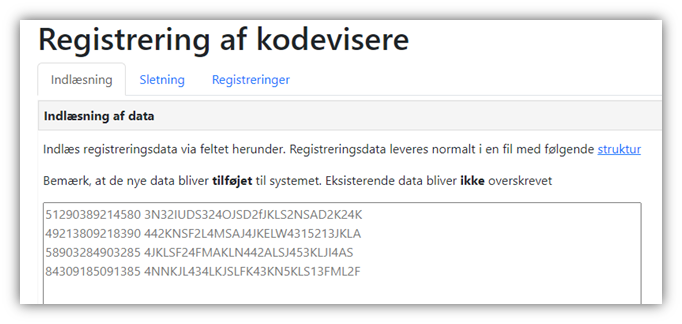 Registrering af kodevisere
Indlæsning
Sletning
Registreringer
Indlæsning af data
Indlæs registreringsdata via feltet herunder. Registreringsdata leveres normalt i en fil med følgende struktur
Bemærk, at de nye data bliver tilføjet til systemet. Eksisterende data bliver ikke overskrevet
51290389214580 3N32IUDS324OJSD2fJKLS2NSAD2K24K
49213809218390 442KNSF2L4MSAJ4JKELW4315213JKLA
58903284903285 4JKLSF24FMAKLN442ALSJ453KLJI4AS
84309185091385 4NNKJL434LKJSLFK43KN5KLS13FML2F